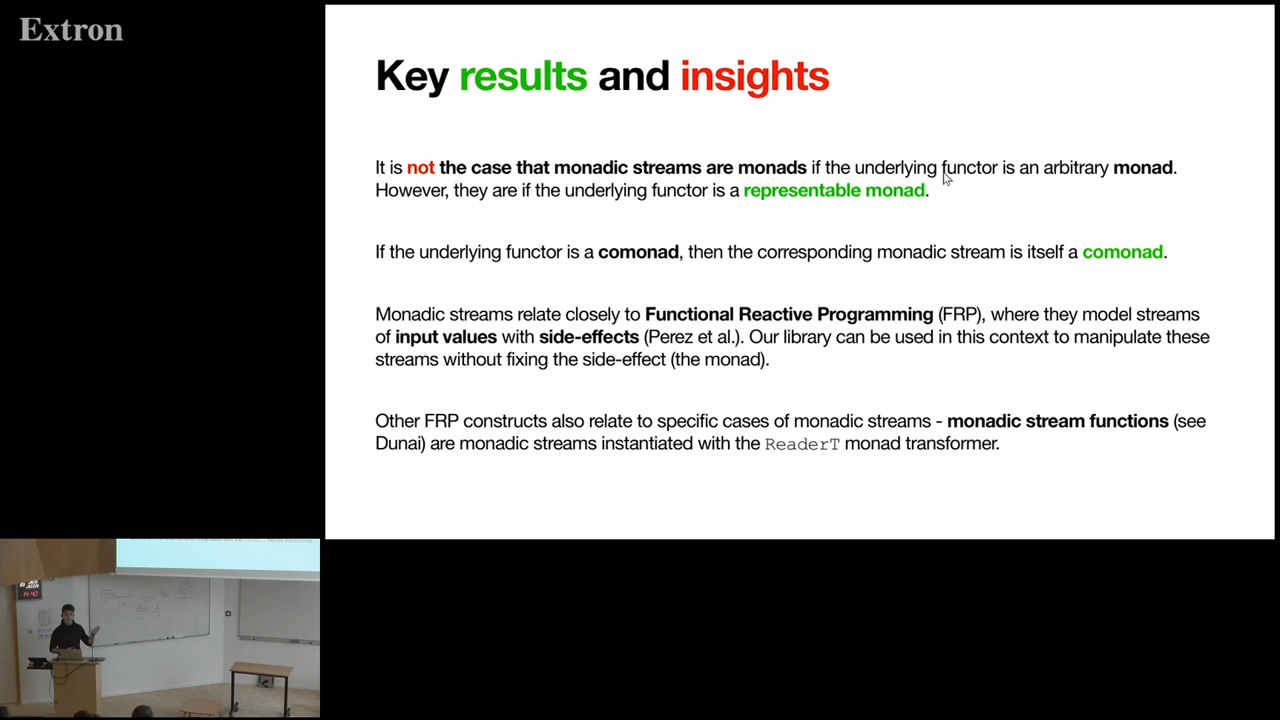 Extron
Key results and insights
It is not the case that monadic streams are monads if the underlying functor is an arbitrary monad.
However, they are if the underlying functor is a representable monad.
If the underlying functor is a comonad, then the corresponding monadic stream is itself a comonad.
Monadic streams relate closely to Functional Reactive Programming (FRP), where they model streams
of input values with side-effects (Perez et al.). Our library can be used in this context to manipulate these
streams without fixing the side-effect (the monad).
Other FRP constructs also relate to specific cases of monadic streams - monadic stream functions (see
Dunai) are monadic streams instantiated with the ReaderT monad transformer.